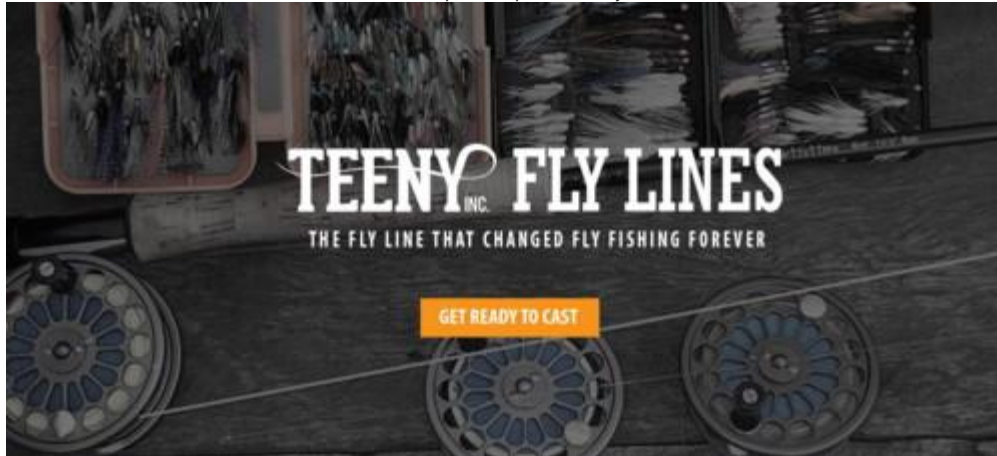 TEENY INC. FLY LINES
THE FLY LINE THAT CHANGED FLY FISHING FOREVER
GET READY TO CAST